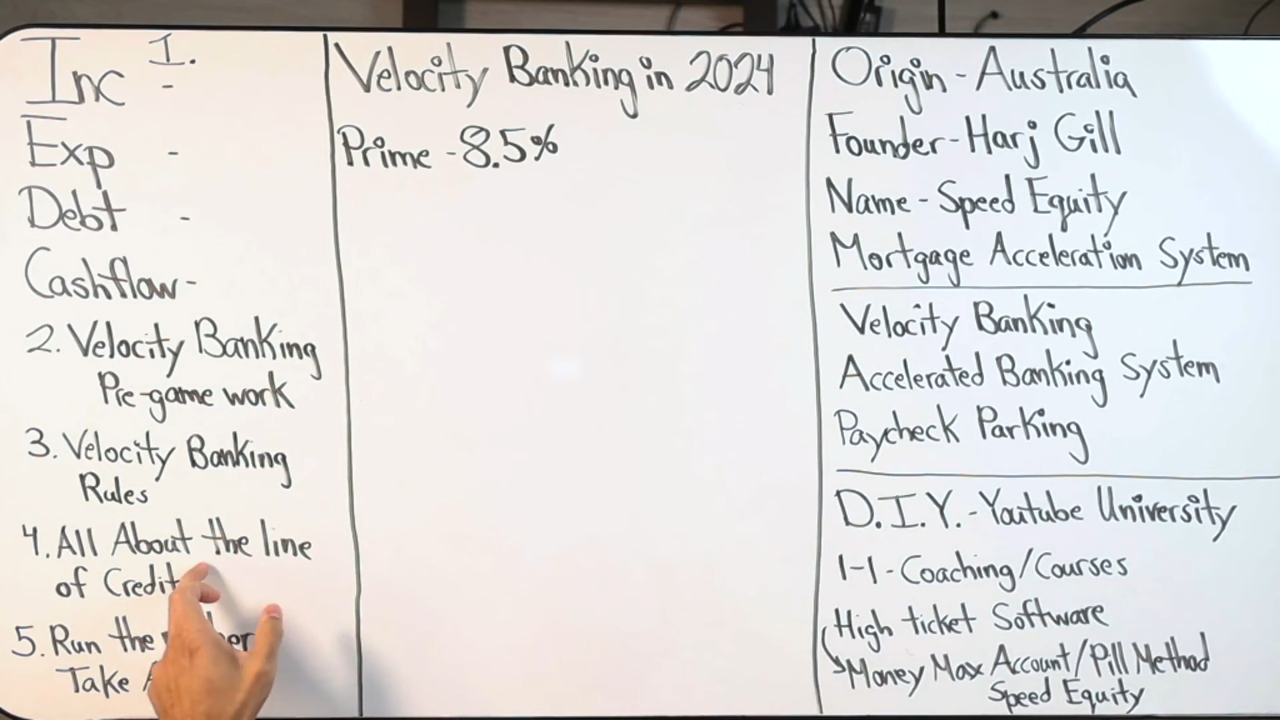 1.
Inc -
Exp -
Debt -
Cashflow-
2. Velocity Banking
Pre-game work
3. Velocity Banking
Rules
4. All About the line
of Credit
5. Run the
Take
Velocity Banking in 2024
Prime - 8.5%
Origin - Australia
Founder - Harj Gill
Name - Speed Equity
Mortgage Acceleration System
Velocity Banking
Accelerated Banking System
Paycheck Parking
D.I.Y. - Youtube University
1-1 - Coaching/Courses
High ticket Software
Money Max Account/Pill Method
Speed Equity